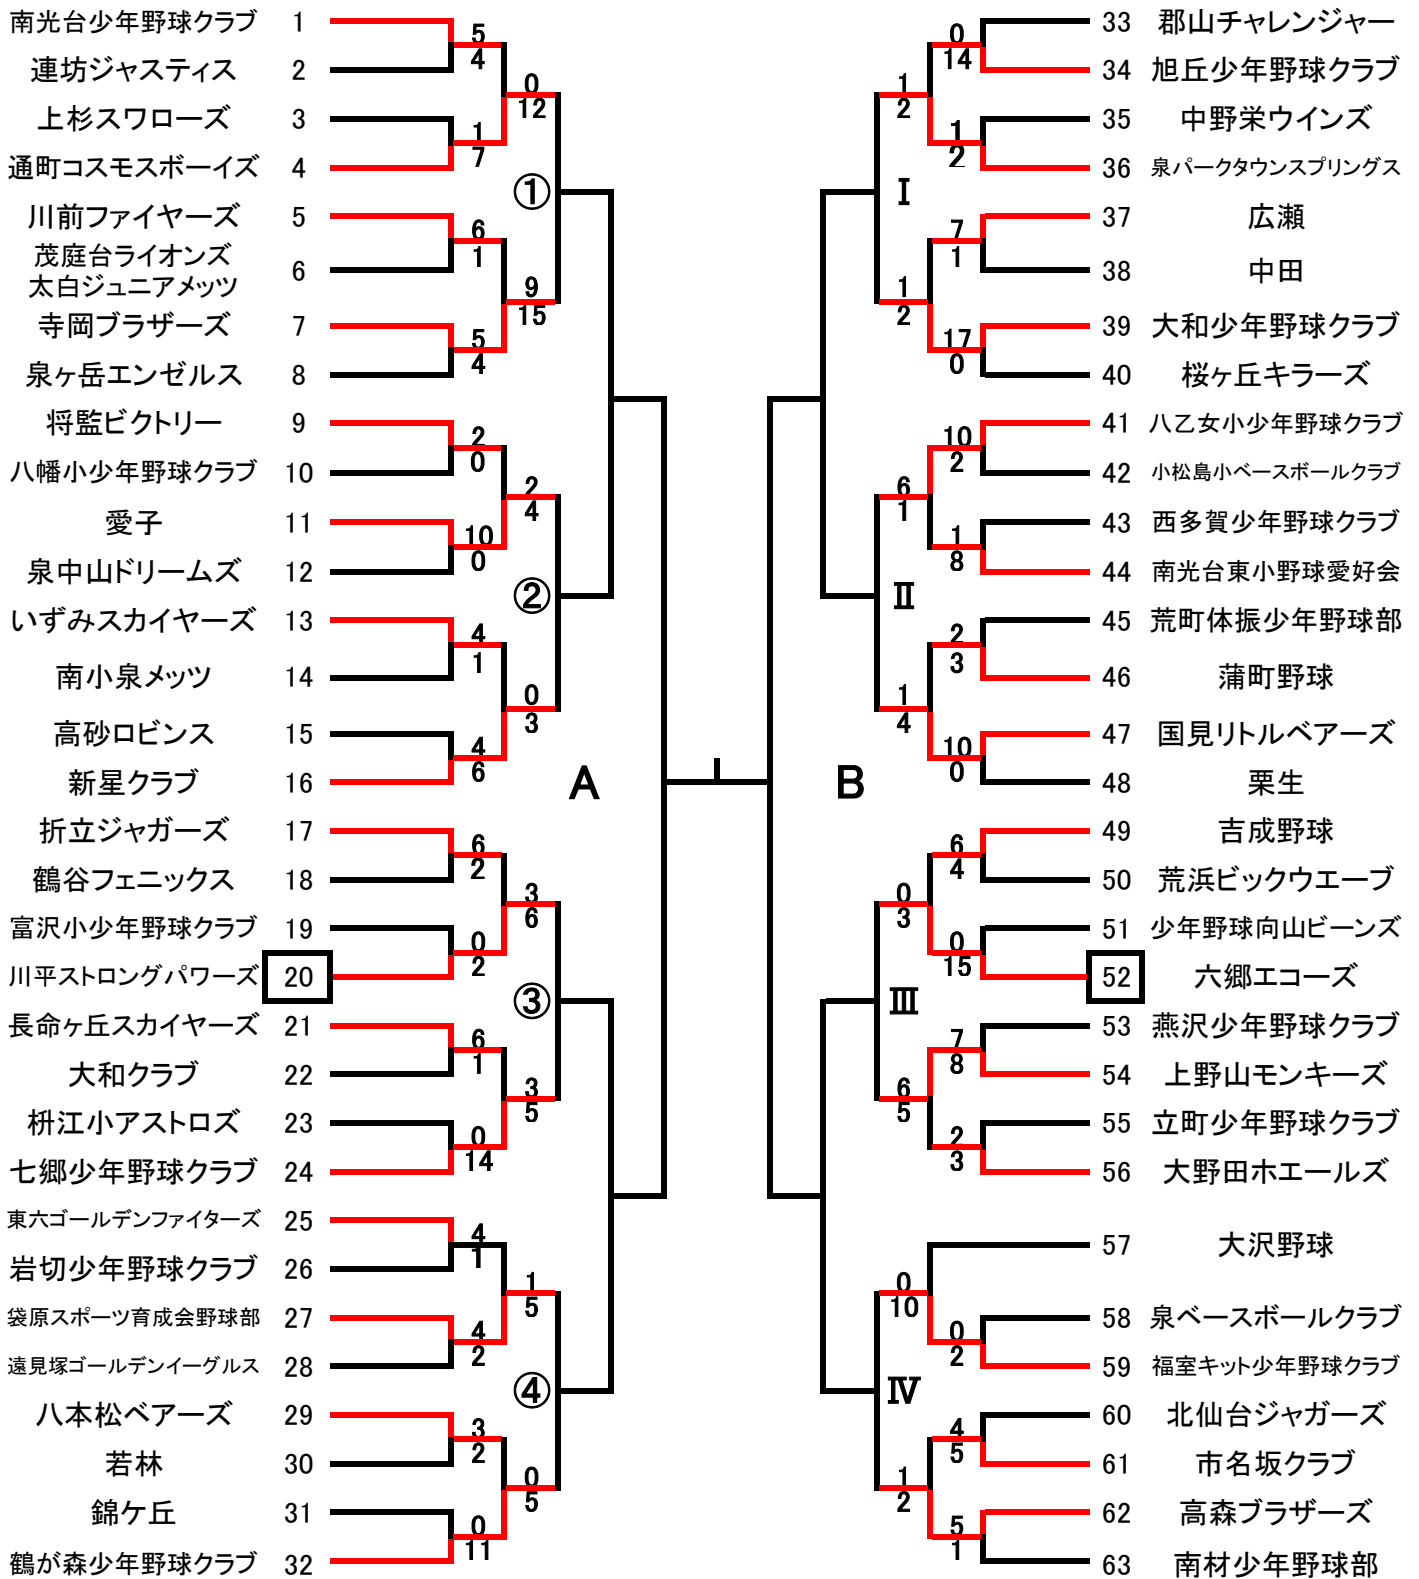 南光台少年野球クラブ 1
連坊ジャスティス 2
上杉スワローズ 3
通町コスモスボーイズ 4
川前ファイヤーズ 5
茂庭台ライオンズ
太白ジュニアメッツ 6
寺岡ブラザーズ 7
泉ヶ岳エンゼルス 8
将監ビクトリー 9
八幡小少年野球クラブ 10
愛子 11
泉中山ドリームズ 12
いずみスカイヤーズ 13
南小泉メッツ 14
高砂ロビンス 15
新星クラブ 16
折立ジャガーズ 17
鶴谷フェニックス 18
富沢小少年野球クラブ 19
川平ストロングパワーズ 20
長命ヶ丘スカイヤーズ 21
大和クラブ 22
枡江小アストロズ 23
七郷少年野球クラブ 24
東六ゴールデンファイターズ 25
岩切少年野球クラブ 26
袋原スポーツ育成会野球部 27
遠見塚ゴールデンイーグルス 28
八本松ベアーズ 29
若林 30
錦ケ丘 31
鶴が森少年野球クラブ 32
5
4
1
7
6
1
5
4
2
0
10
0
4
1
4
6
6
2
0
2
6
1
0
14
4
1
4
2
3
2
0
11
0
12
9
15
2
4
0
3
3
6
3
5
1
5
0
5
①
②
③
④
A
B
Ⅰ
Ⅱ
Ⅲ
Ⅳ
1
2
1
2
6
1
1
4
0
3
6
5
0
10
1
2
0
14
1
2
7
1
17
0
10
2
1
8
2
3
10
0
6
4
0
15
7
8
2
3
0
2
4
5
5
1
33 郡山チャレンジャー
34 旭丘少年野球クラブ
35 中野栄ウインズ
36 泉パークタウンスプリングス
37 広瀬
38 中田
39 大和少年野球クラブ
40 桜ヶ丘キラーズ
41 八乙女小少年野球クラブ
42 小松島小ベースボールクラブ
43 西多賀少年野球クラブ
44 南光台東小野球愛好会
45 荒町体振少年野球部
46 蒲町野球
47 国見リトルベアーズ
48 栗生
49 吉成野球
50 荒浜ビックウエーブ
51 少年野球向山ビーンズ
52 六郷エコーズ
53 燕沢少年野球クラブ
54 上野山モンキーズ
55 立町少年野球クラブ
56 大野田ホエールズ
57 大沢野球
58 泉ベースボールクラブ
59 福室キット少年野球クラブ
60 北仙台ジャガーズ
61 市名坂クラブ
62 高森ブラザーズ
63 南材少年野球部